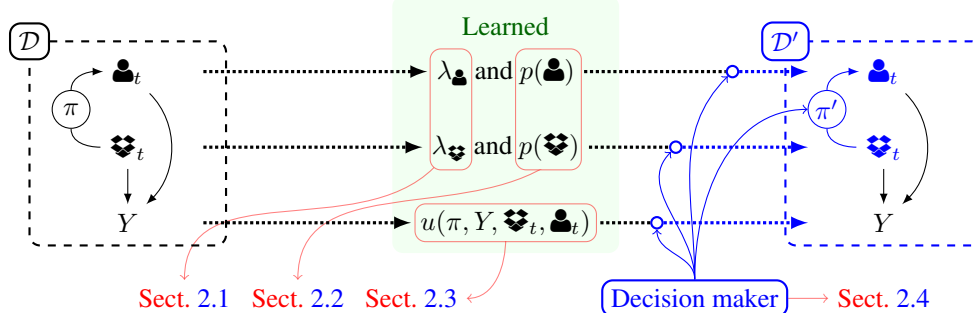 Learned
𝒟 𝒟′
t λ and p( ) t
π π′
t λ and p( ) t
Y u(π, Y, t, t) Y
Sect. 2.1 Sect. 2.2 Sect. 2.3 Decision maker Sect. 2.4